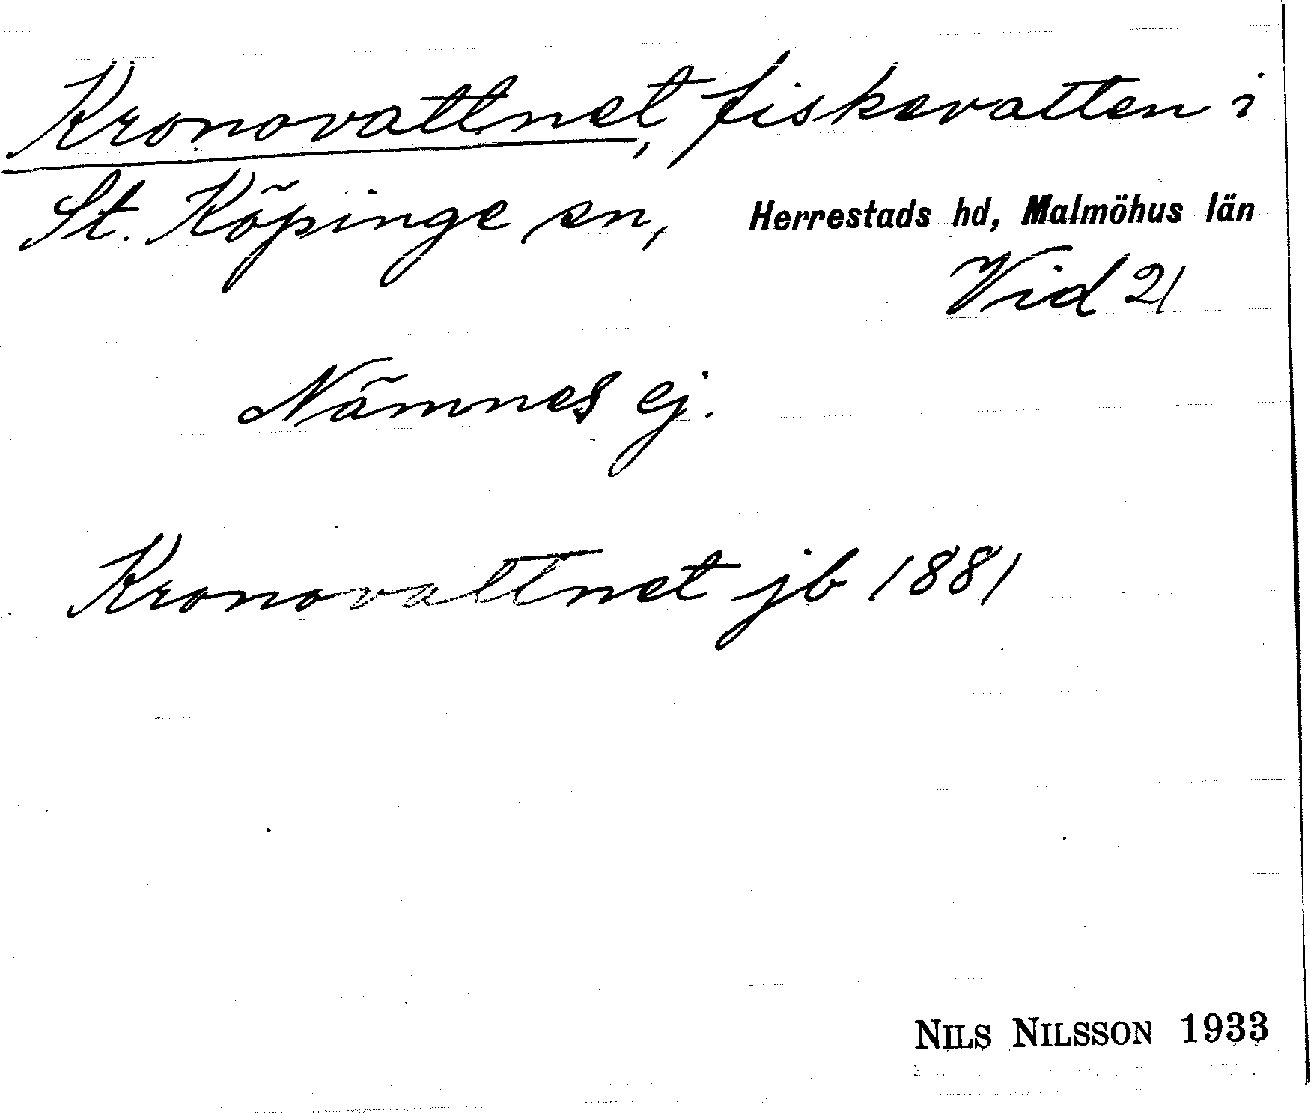 Kronovattnet, fiskevatten i
St. Köpinge sn, Herrestads hd, Malmöhus län
Vid 21
Nämnes ej.
Kronovattnet jb 1881
NILS NILSSON 1933